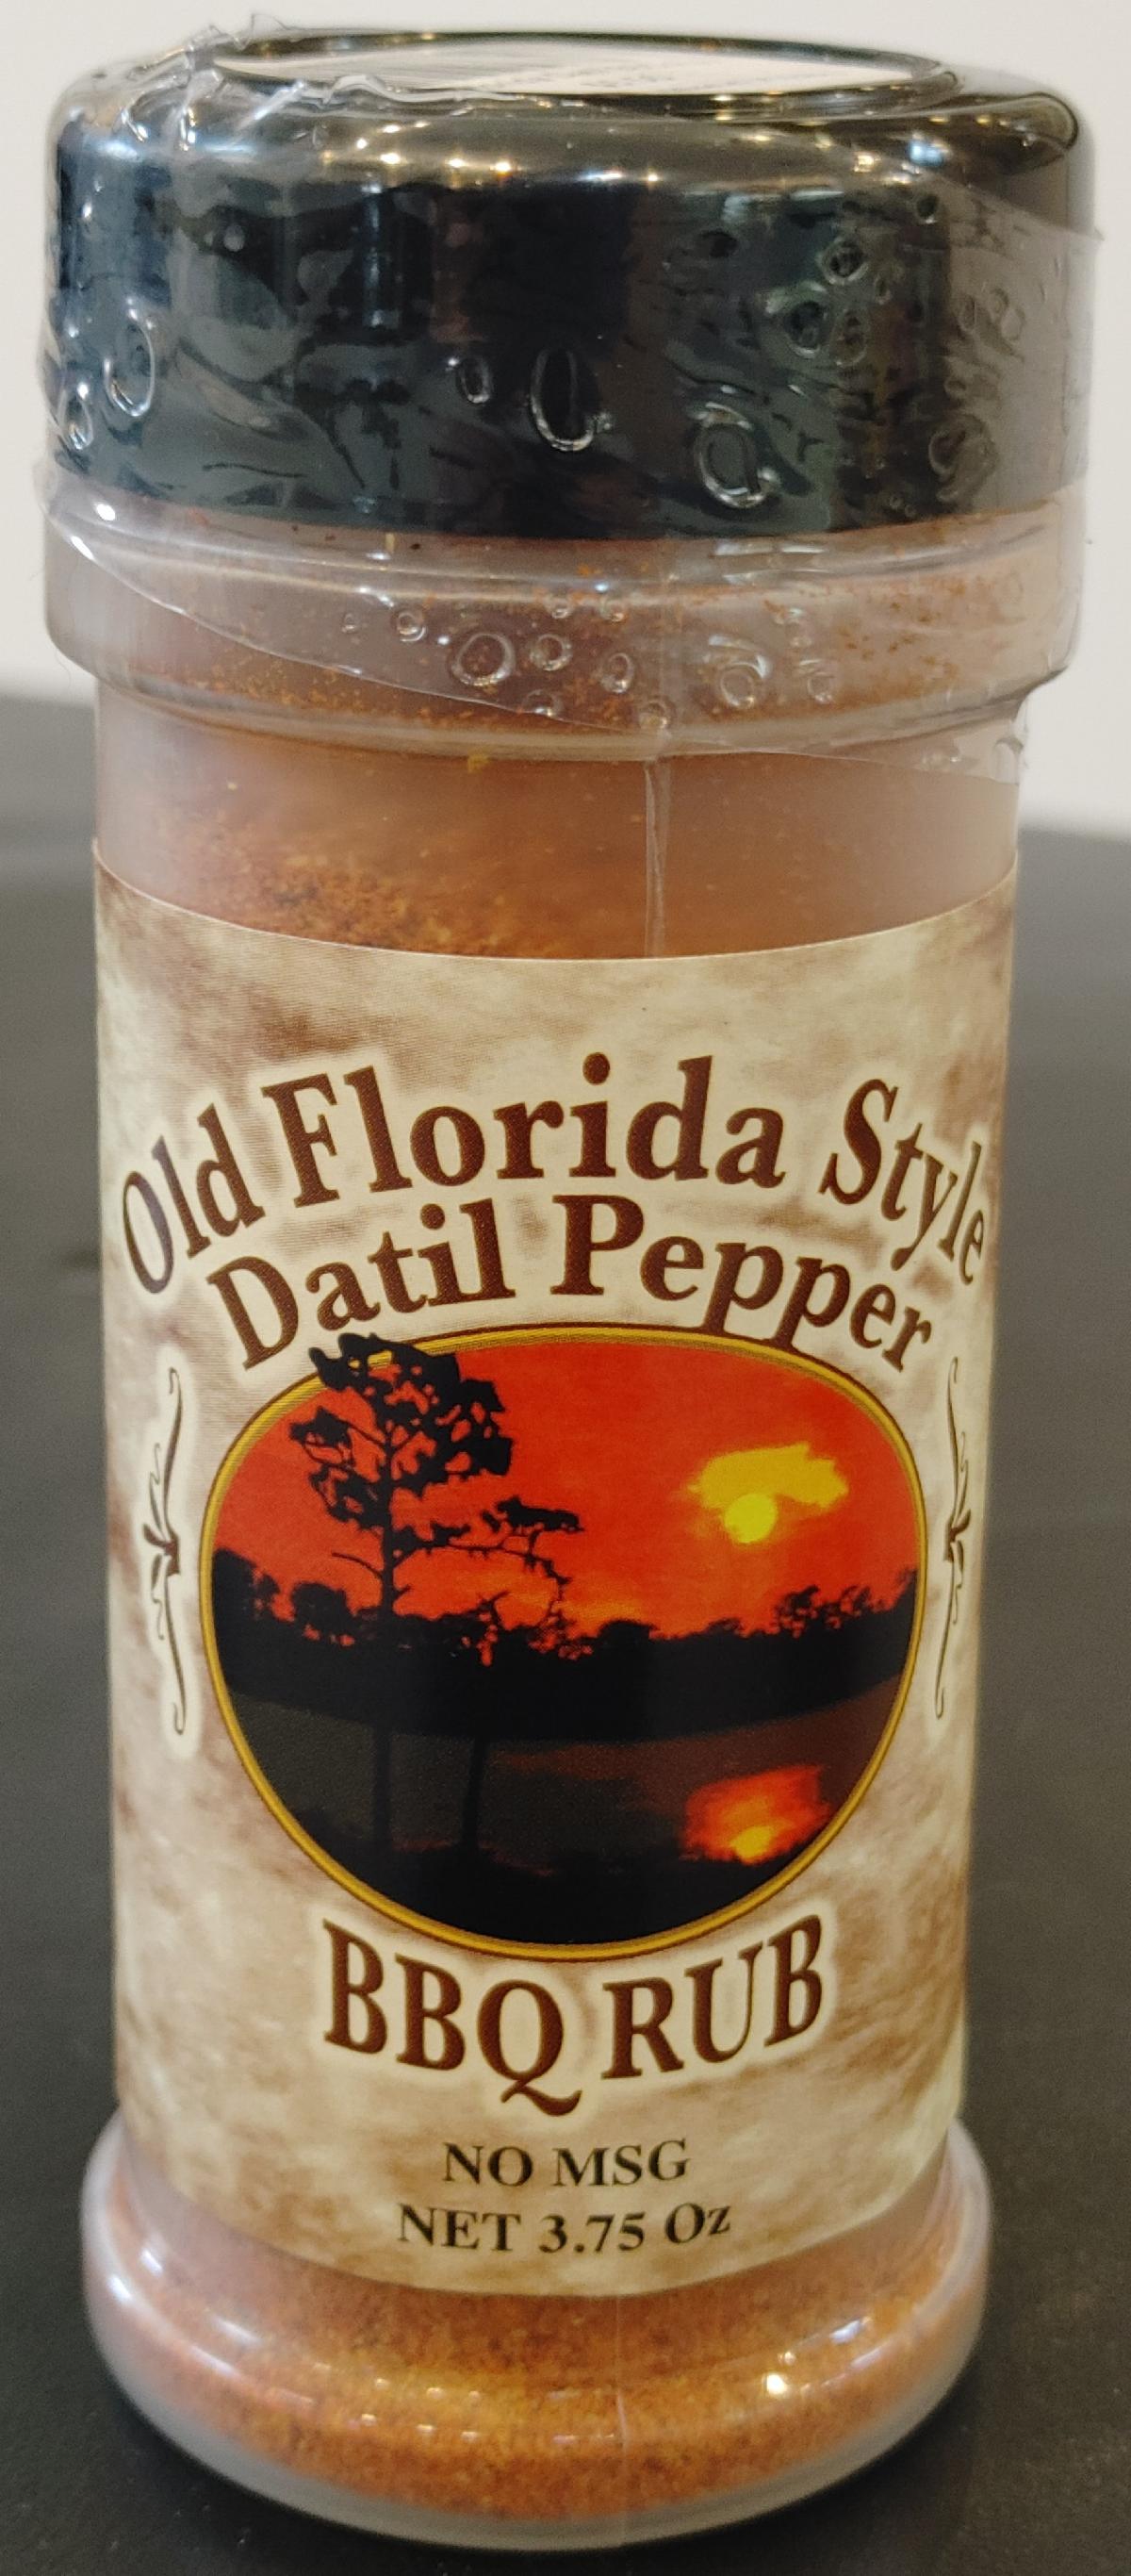 Old Florida Style
Datil Pepper
BBQ RUB
NO MSG
NET 3.75 Oz